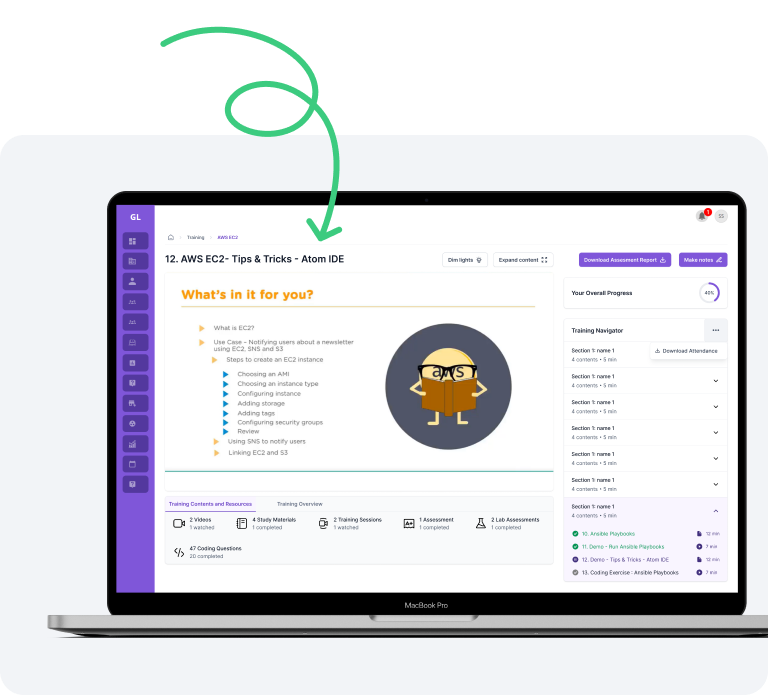 GL
1
SS
Training
AWS EC2
12. AWS EC2- Tips & Tricks - Atom IDE
Dim lights
Expand content
Download Assesment Report
Make notes
What's in it for you?
What is EC2?
Use Case - Notifying users about a newsletter
using EC2, SNS and S3
Steps to create an EC2 instance
Choosing an AMI
Choosing an instance type
Configuring instance
Adding storage
Adding tags
Configuring security groups
Review
Using SNS to notify users
Linking EC2 and S3
aws
Your Overall Progress
40%
Training Navigator
Section 1: name 1
4 contents • 5 min
Download Attendance
Section 1: name 1
4 contents • 5 min
Section 1: name 1
4 contents • 5 min
Section 1: name 1
4 contents • 5 min
Section 1: name 1
4 contents • 5 min
Section 1: name 1
4 contents • 5 min
Section 1: name 1
4 contents • 5 min
10. Ansible Playbooks
12 min
11. Demo - Run Ansible Playbooks
7 min
12. Demo - Tips & Tricks - Atom IDE
12 min
13. Coding Exercise : Ansible Playbooks
7 min
Training Contents and Resources
Training Overview
2 Videos
1 watched
4 Study Materials
1 completed
2 Training Sessions
1 watched
A+
1 Assessment
1 completed
2 Lab Assessments
1 completed
47 Coding Questions
20 completed
MacBook Pro